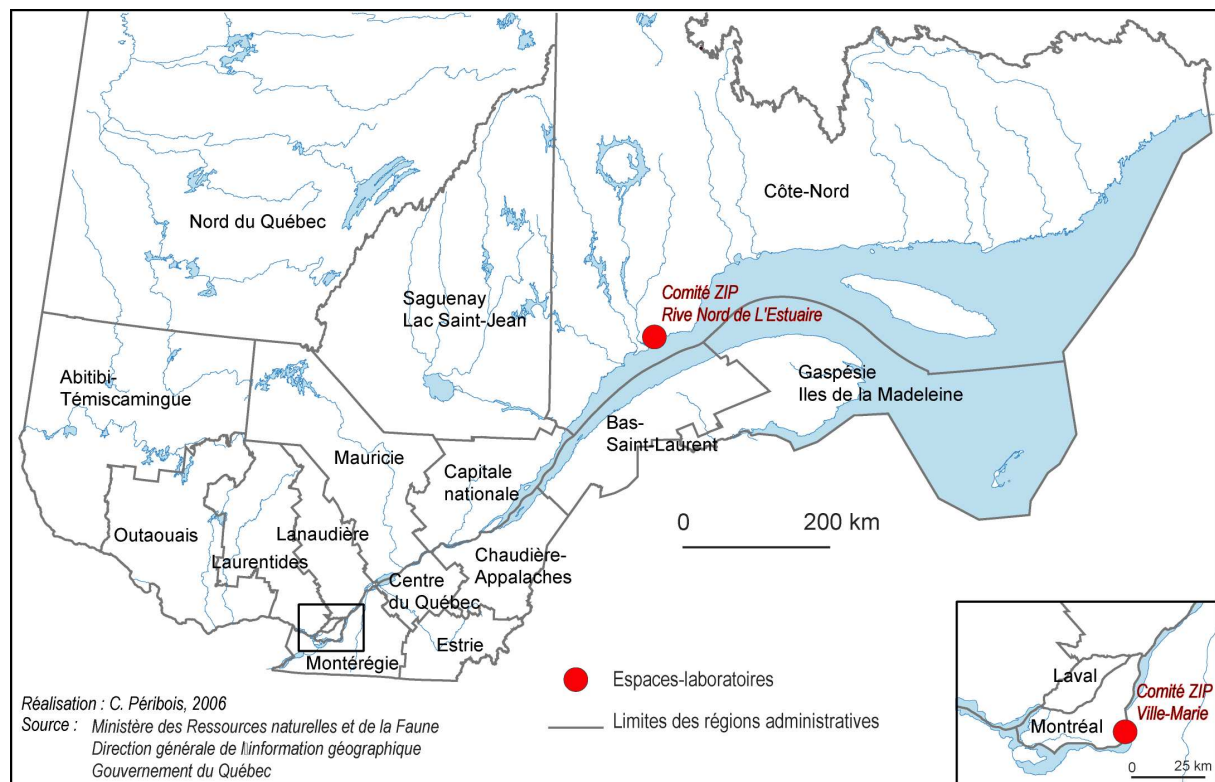 Côte-Nord
Nord du Québec
Comité ZIP
Rive Nord de L'Estuaire
Saguenay
Lac Saint-Jean
Abitibi-
Témiscamingue
Gaspésie
Iles de la Madeleine
Bas-
Saint-Laurent
Mauricie
Capitale
nationale
Outaouais
Lanaudière
Laurentides
Chaudière-
Appalaches
Centre
du Québec
Estrie
Montérégie
0 200 km
Espaces-laboratoires
Limites des régions administratives
Réalisation : C. Péribois, 2006
Source : Ministère des Ressources naturelles et de la Faune
Direction générale de l'information géographique
Gouvernement du Québec
Laval
Montréal
Comité ZIP
Ville-Marie
0 25 km